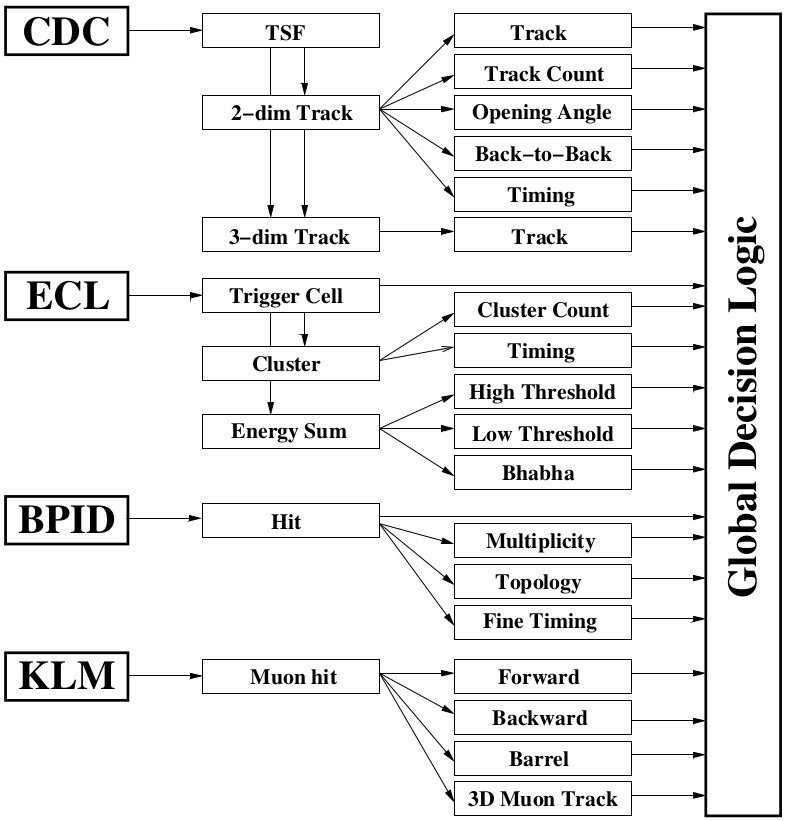 CDC
TSF
Track
Track Count
2−dim Track
Opening Angle
Back−to−Back
Timing
3−dim Track
Track
ECL
Trigger Cell
Cluster Count
Cluster
Timing
High Threshold
Energy Sum
Low Threshold
Bhabha
BPID
Hit
Multiplicity
Topology
Fine Timing
KLM
Muon hit
Forward
Backward
Barrel
3D Muon Track
Global Decision Logic